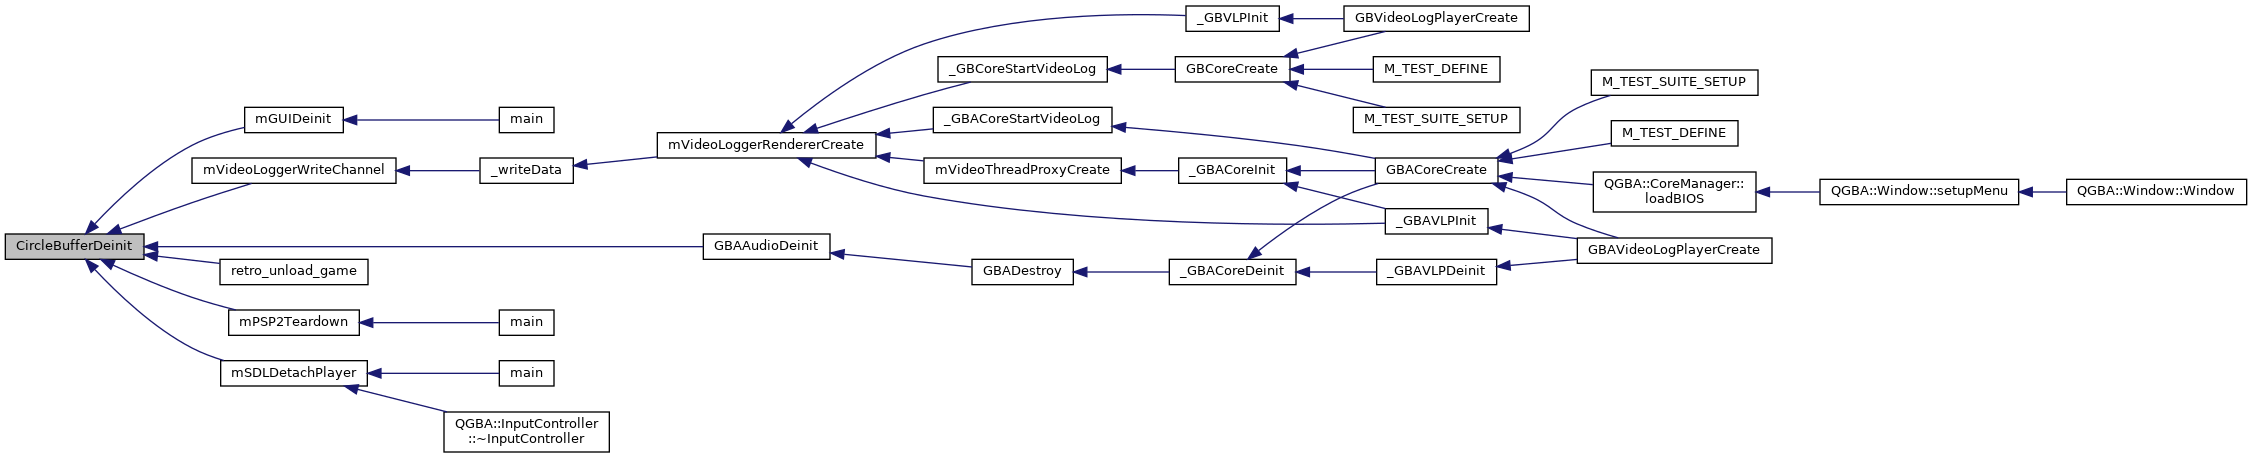 _GBVLPInit
GBVideoLogPlayerCreate
_GBCoreStartVideoLog
GBCoreCreate
M_TEST_DEFINE
M_TEST_SUITE_SETUP
mGUIDeinit
main
_GBACoreStartVideoLog
M_TEST_SUITE_SETUP
M_TEST_DEFINE
mVideoLoggerRendererCreate
mVideoLoggerWriteChannel
_writeData
mVideoThreadProxyCreate
_GBACoreInit
GBACoreCreate
QGBA::CoreManager::
loadBIOS
QGBA::Window::setupMenu
QGBA::Window::Window
_GBAVLPInit
CircleBufferDeinit
GBAAudioDeinit
GBAVideoLogPlayerCreate
retro_unload_game
GBADestroy
_GBACoreDeinit
_GBAVLPDeinit
mPSP2Teardown
main
mSDLDetachPlayer
main
QGBA::InputController
::~InputController